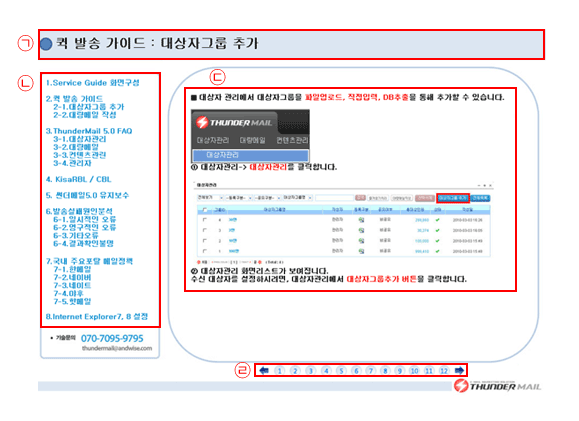 ㉠ 퀵 발송 가이드 : 대상자그룹 추가
㉡
1.Service Guide 화면구성
2.퀵 발송 가이드
2-1.대상자그룹 추가
2-2.대량메일 작성
3.ThunderMail 5.0 FAQ
3-1.대상자관리
3-2.대량메일
3-3.컨텐츠관련
3-4.관리자
4. KisaRBL / CBL
5. 썬더메일5.0 유지보수
6.발송실패원인분석
6-1.일시적인 오류
6-2.영구적인 오류
6-3.기타오류
6-4.결과확인불명
7.국내 주요포탈 메일정책
7-1.한메일
7-2.네이버
7-3.네이트
7-4.야후
7-5.핫메일
8.Internet Explorer7, 8 설정
• 기술문의 070-7095-9795
thundermail@andwise.com
㉢
■ 대상자 관리에서 대상자그룹을 파일업로드, 직접입력, DB추출을 통해 추가할 수 있습니다.
THUNDER MAIL
대상자관리 대량메일 컨텐츠관리
대상자관리
① 대상자관리-> 대상자관리를 클릭합니다.
대상자관리
대상자그룹 추가
② 대상자관리 화면리스트가 보여집니다.
수신 대상자를 설정하시려면, 대상자관리에서 대상자그룹추가 버튼을 클릭합니다.
㉣ 1 2 3 4 5 6 7 8 9 10 11 12
THUNDER MAIL